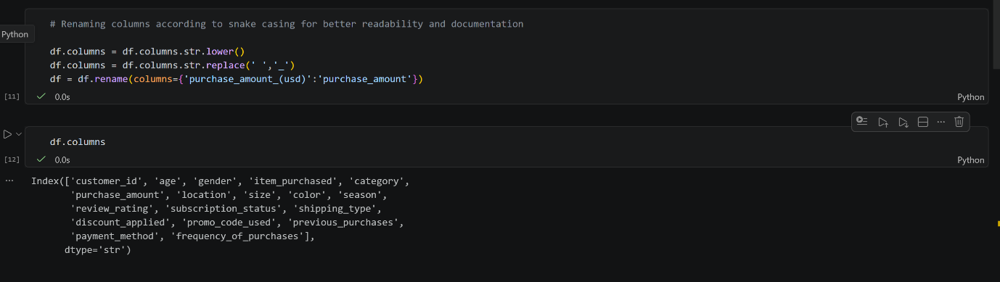 # Renaming columns according to snake casing for better readability and documentation
Python
df.columns = df.columns.str.lower()
df.columns = df.columns.str.replace(' ','_')
df = df.rename(columns={'purchase_amount_(usd)':'purchase_amount'})
[11]
0.0s
Python
df.columns
[12]
0.0s
Python
Index(['customer_id', 'age', 'gender', 'item_purchased', 'category',
'purchase_amount', 'location', 'size', 'color', 'season',
'review_rating', 'subscription_status', 'shipping_type',
'discount_applied', 'promo_code_used', 'previous_purchases',
'payment_method', 'frequency_of_purchases'],
dtype='str')